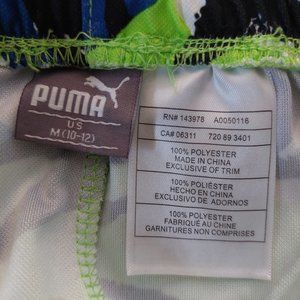 PUMA
US
M (10-12)
RN# 143978 A0050116
CA# 06311 720 89 3401
100% POLYESTER
MADE IN CHINA
EXCLUSIVE OF TRIM
100% POLIÉSTER
HECHO EN CHINA
EXCLUSIVO DE ADORNOS
100% POLYESTER
FABRIQUÉ AU CHINE
GARNITURES NON COMPRISES